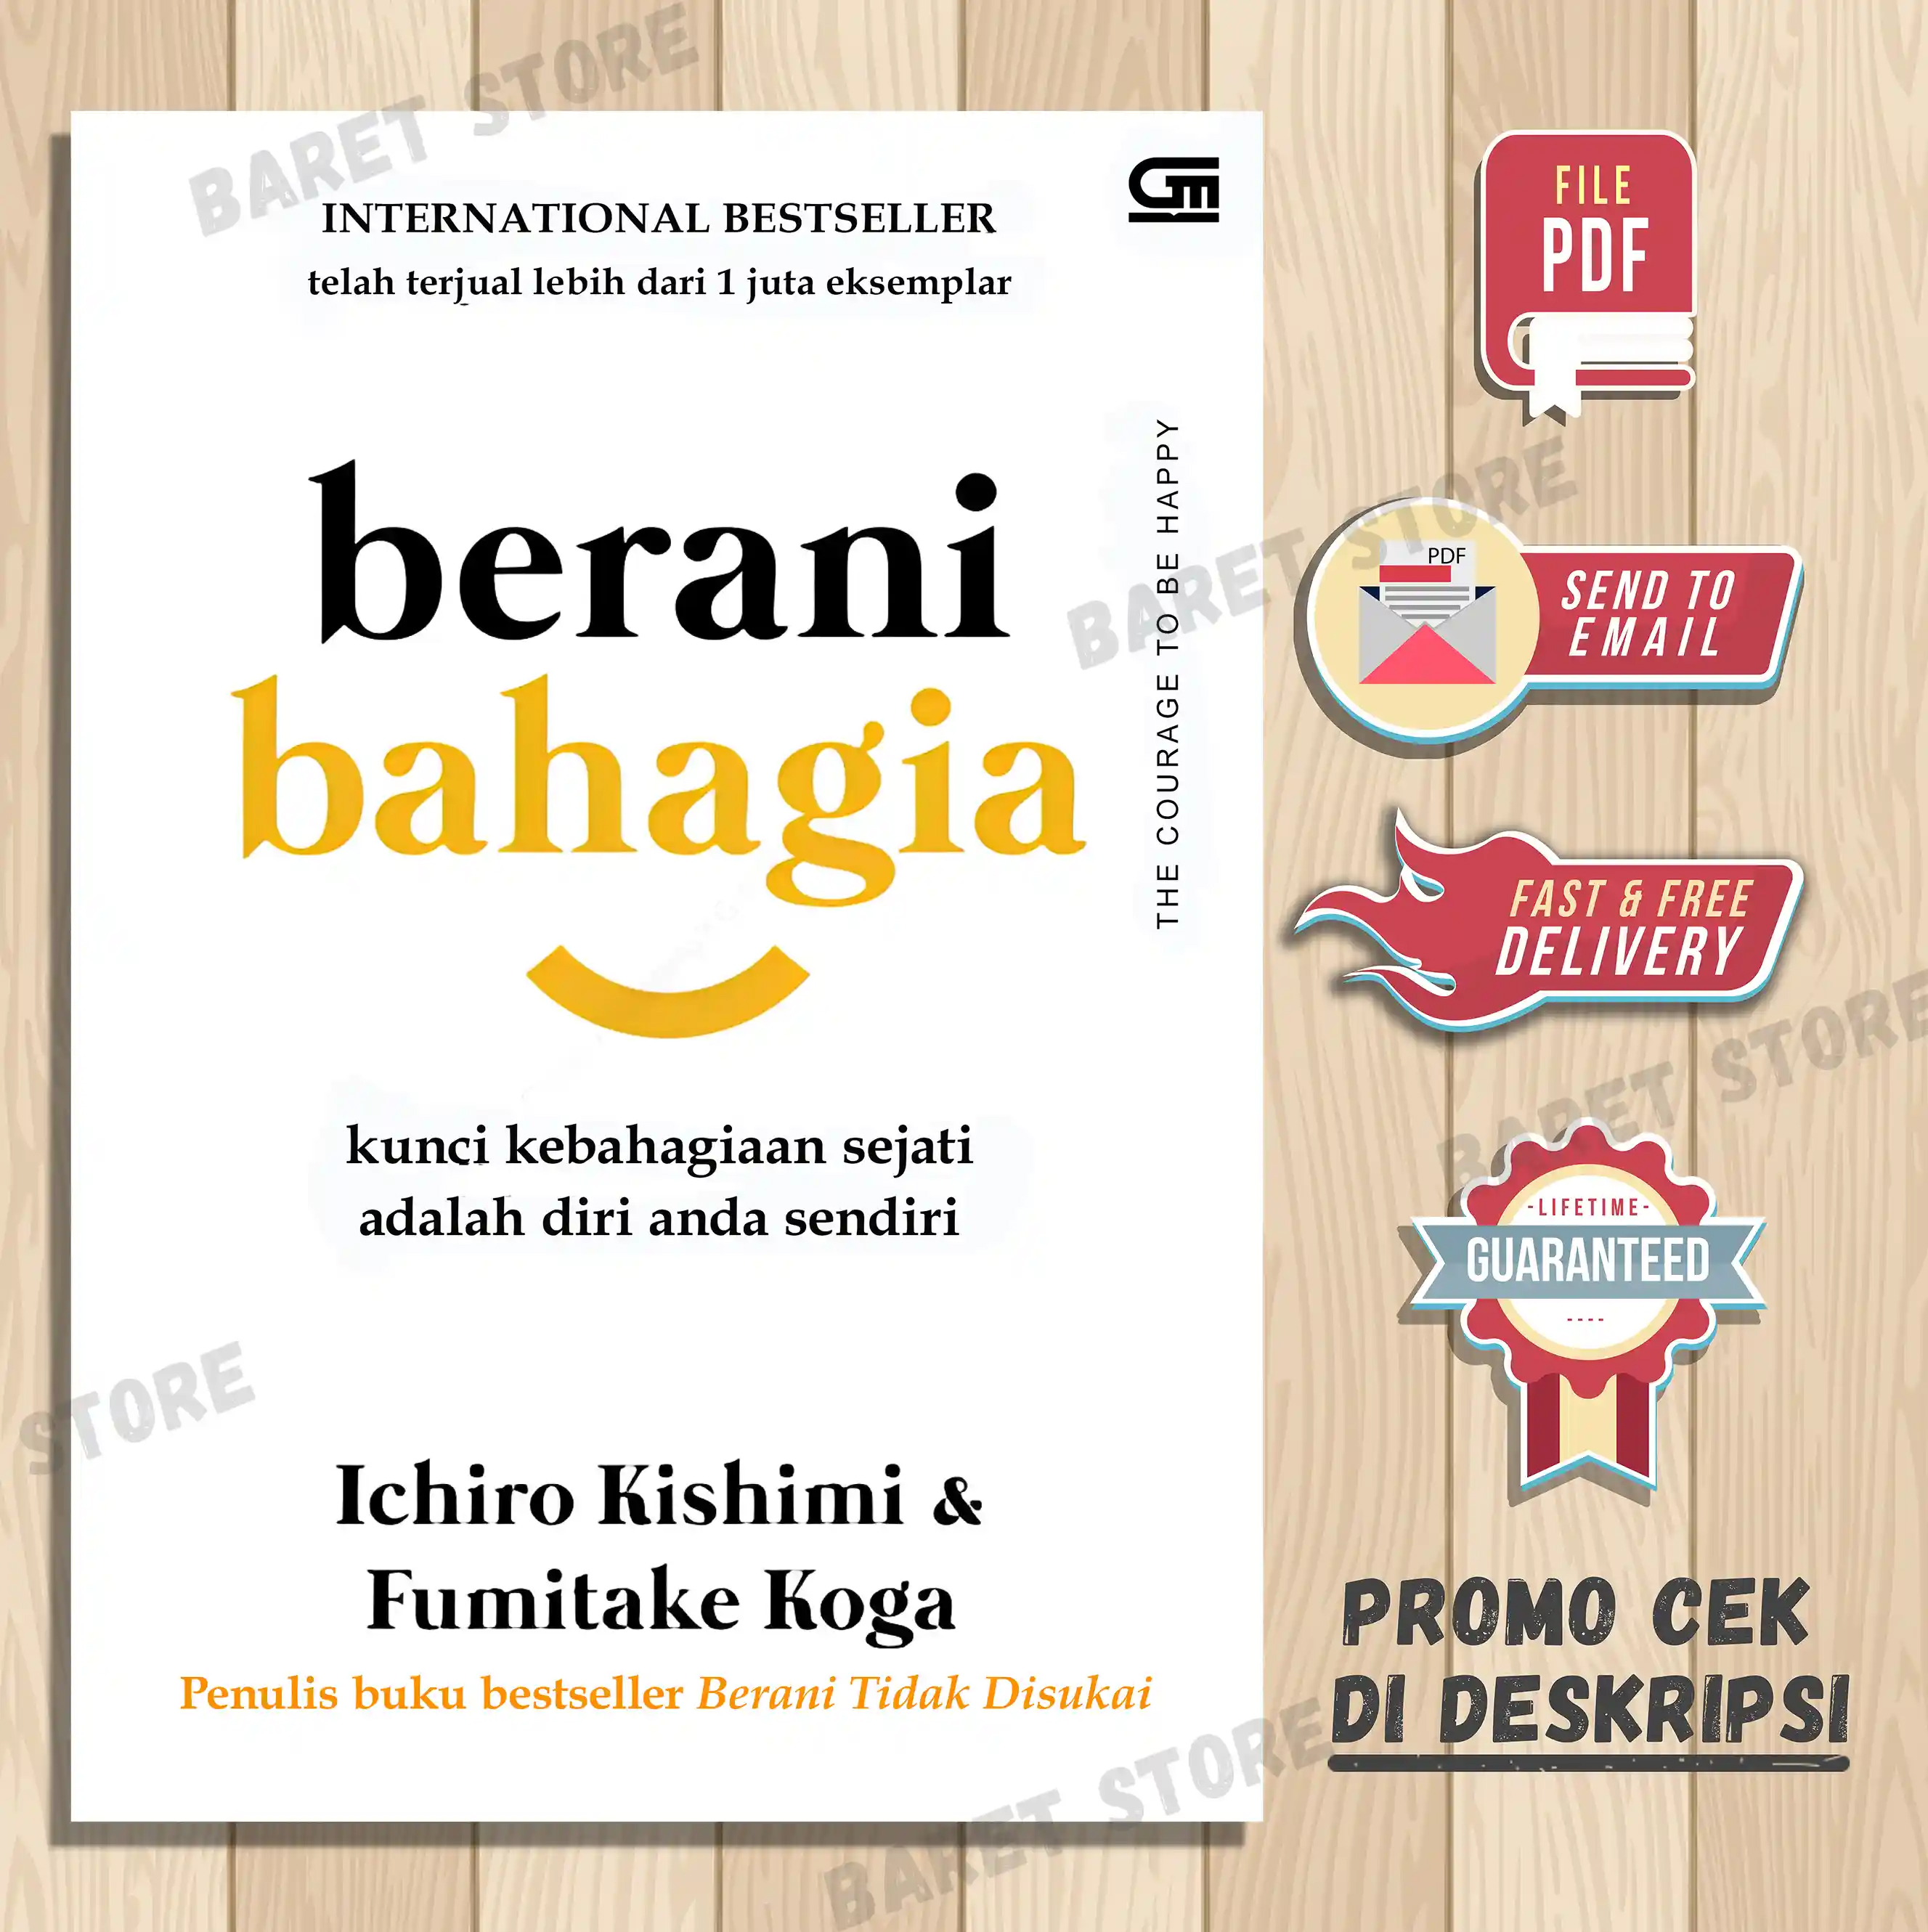 BARET STORE
INTERNATIONAL BESTSELLER
telah terjual lebih dari 1 juta eksemplar
GM
berani
bahagia
THE COURAGE TO BE HAPPY
kunci kebahagiaan sejati
adalah diri anda sendiri
Ichiro Kishimi &
Fumitake Koga
Penulis buku bestseller Berani Tidak Disukai
FILE
PDF
BARET STORE
PDF
SEND TO
EMAIL
FAST & FREE
DELIVERY
BARET STORE
-LIFETIME-
GUARANTEED
----
STORE
PROMO CEK
DI DESKRIPSI
BARET STORE